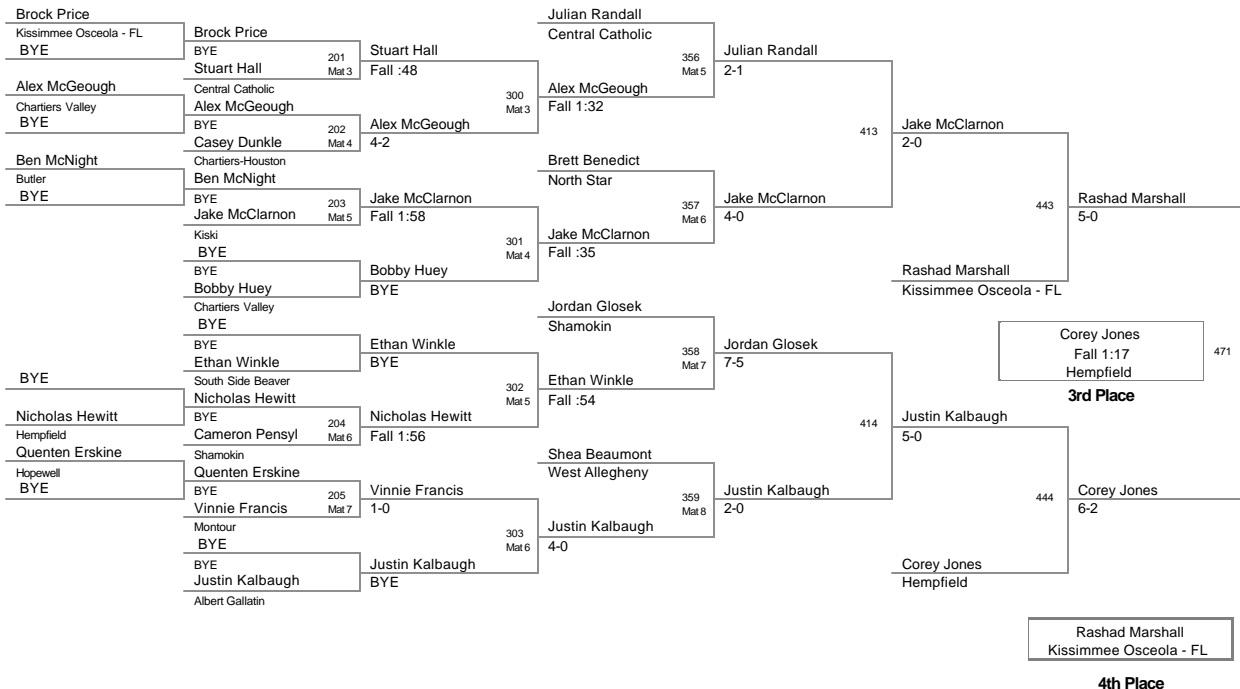 Brock Price
Kissimmee Osceola - FL
BYE
Alex McGeough
Chartiers Valley
BYE
Ben McNight
Butler
BYE
BYE
Nicholas Hewitt
Hempfield
Quenten Erskine
Hopewell
BYE
Brock Price
BYE
Stuart Hall
Central Catholic
Alex McGeough
BYE
Casey Dunkle
Chartiers-Houston
Ben McNight
BYE
Jake McClarnon
Kiski
BYE
BYE
Bobby Huey
Chartiers Valley
BYE
BYE
Ethan Winkle
South Side Beaver
Nicholas Hewitt
BYE
Cameron Pensyl
Shamokin
Quenten Erskine
BYE
Vinnie Francis
Montour
BYE
BYE
Justin Kalbaugh
Albert Gallatin
201
Mat 3
202
Mat 4
203
Mat 5
204
Mat 6
205
Mat 7
Stuart Hall
Fall :48
Alex McGeough
4-2
Jake McClarnon
Fall 1:58
Bobby Huey
BYE
Ethan Winkle
BYE
Nicholas Hewitt
Fall 1:56
Vinnie Francis
1-0
Justin Kalbaugh
BYE
300
Mat 3
301
Mat 4
302
Mat 5
303
Mat 6
Julian Randall
Central Catholic
Alex McGeough
Fall 1:32
Brett Benedict
North Star
Jake McClarnon
Fall :35
Jordan Glosek
Shamokin
Ethan Winkle
Fall :54
Shea Beaumont
West Allegheny
Justin Kalbaugh
4-0
356
Mat 5
357
Mat 6
358
Mat 7
359
Mat 8
Julian Randall
2-1
Jake McClarnon
4-0
Jordan Glosek
7-5
Justin Kalbaugh
2-0
413
414
Jake McClarnon
2-0
Rashad Marshall
Kissimmee Osceola - FL
Justin Kalbaugh
5-0
Corey Jones
Hempfield
443
444
Rashad Marshall
5-0
Corey Jones
6-2
Corey Jones
Fall 1:17
Hempfield
471
3rd Place
Rashad Marshall
Kissimmee Osceola - FL
4th Place